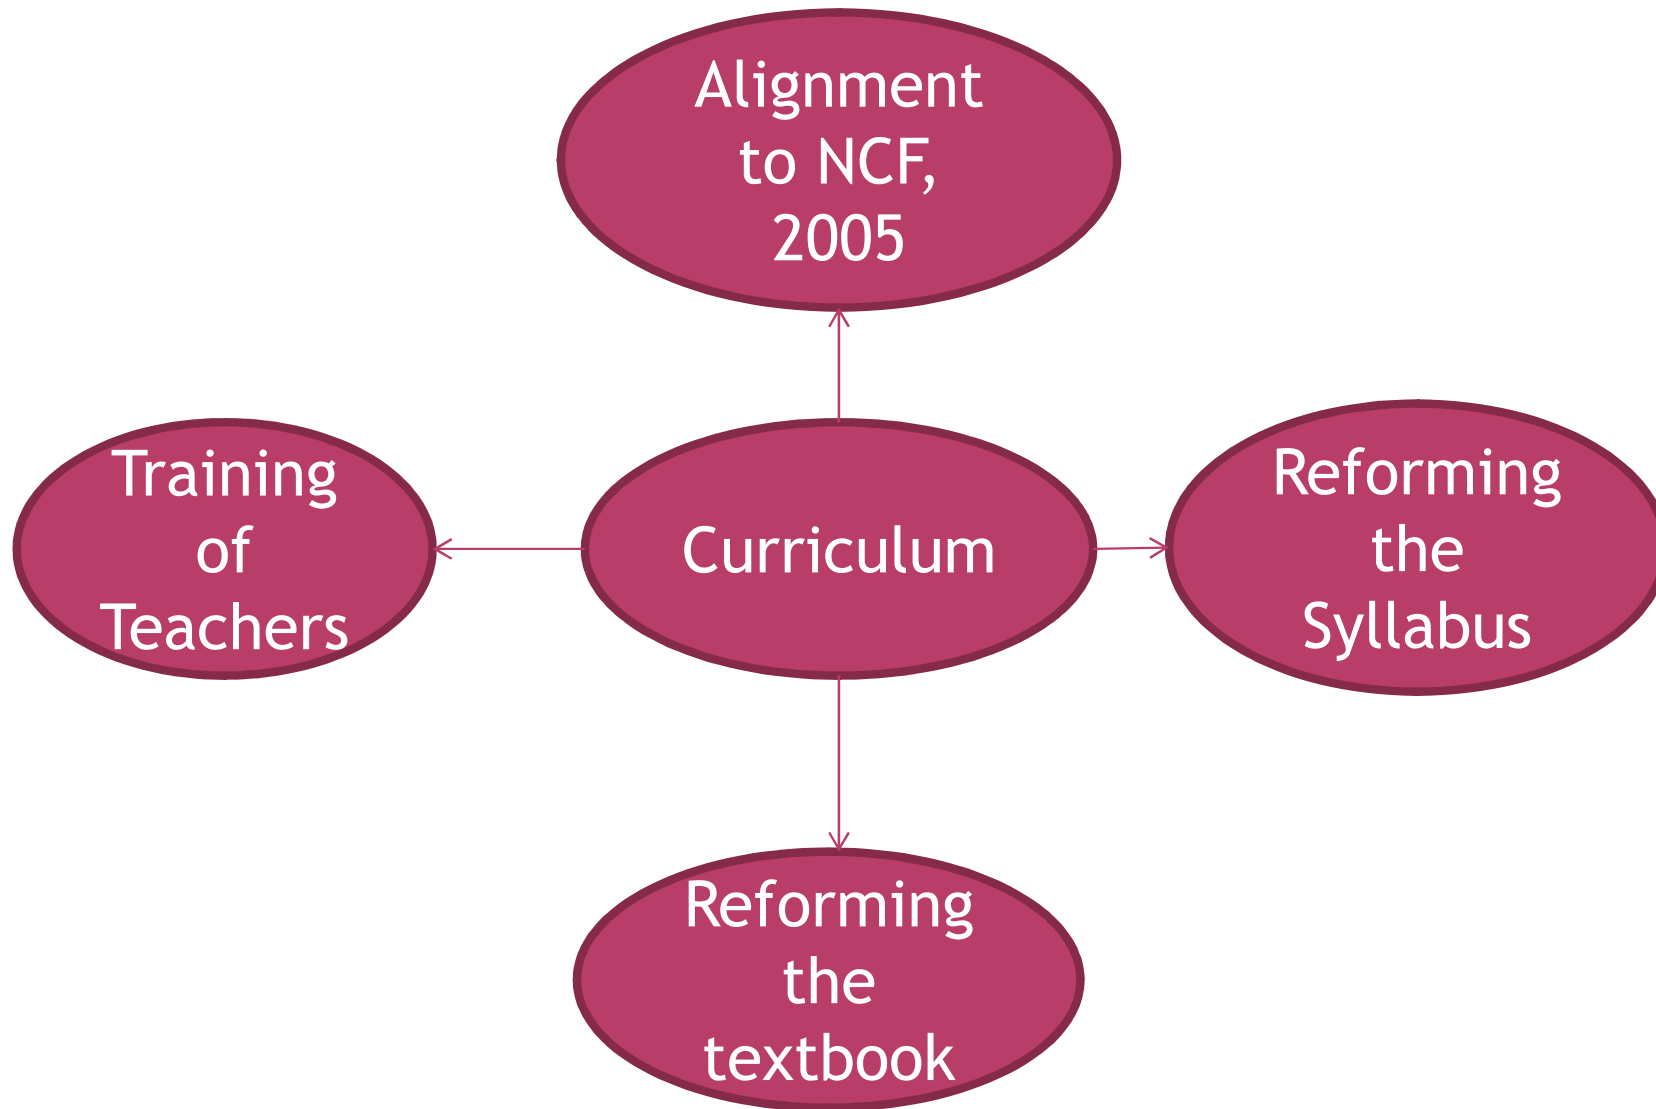 Alignment
to NCF,
2005
Training
of
Teachers
Curriculum
Reforming
the
Syllabus
Reforming
the
textbook